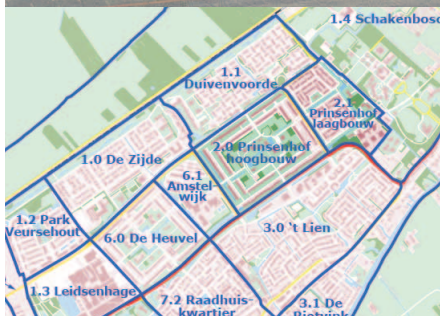 1.4 Schakenbosc
1.1
Duivenvoorde
2.1
Prinsenhof
laagbouw
2.0 Prinsenhof
hoogbouw
1.0 De Zijde
6.1
Amstel-
wijk
1.2 Park
Veursehout
6.0 De Heuvel
3.0 't Lien
1.3 Leidsenhage
7.2 Raadhuis-
kwartier
3.1 De
Rietvink